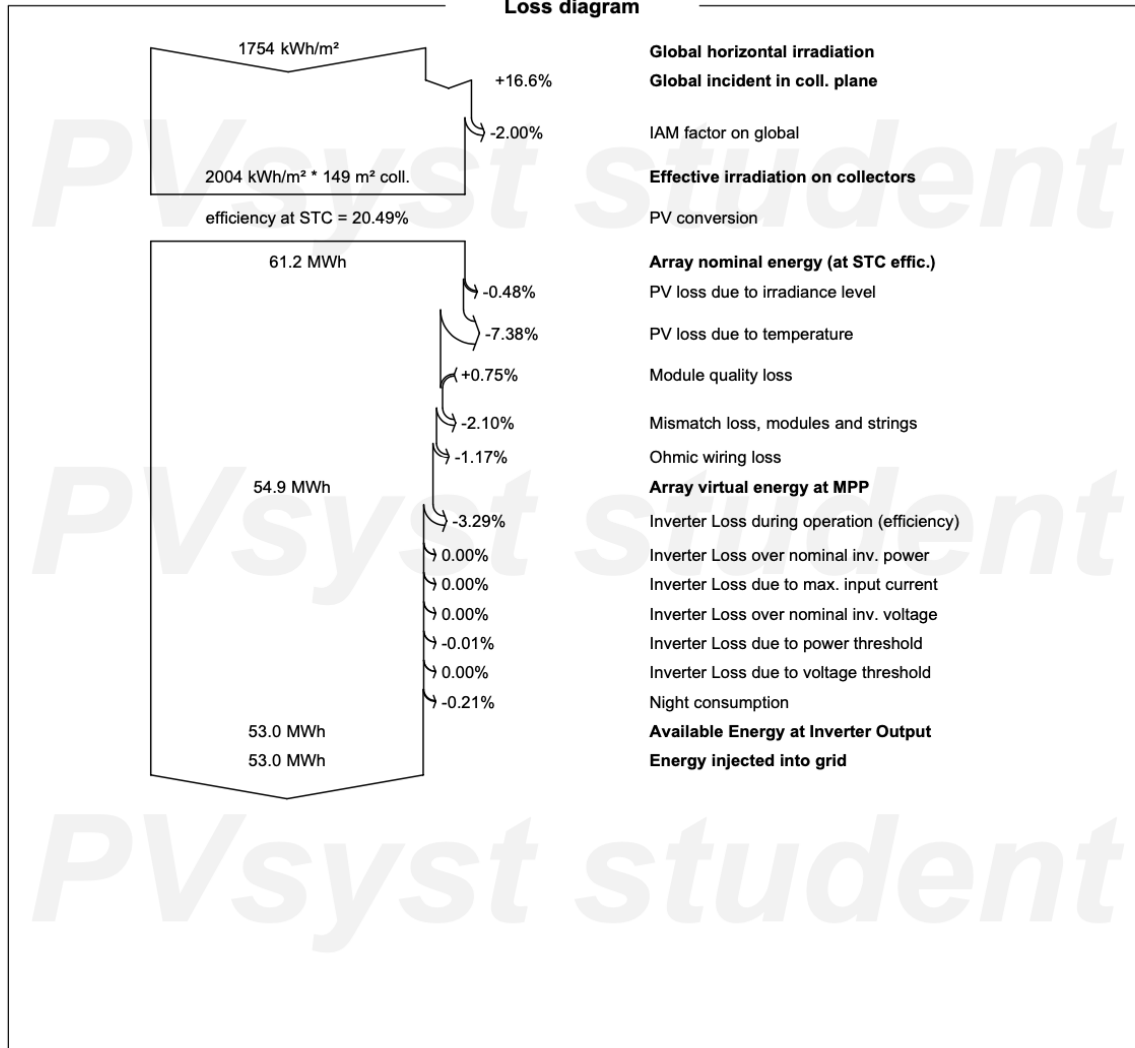 Loss diagram
1754 kWh/m² Global horizontal irradiation
+16.6% Global incident in coll. plane
-2.00% IAM factor on global
2004 kWh/m² * 149 m² coll. Effective irradiation on collectors
efficiency at STC = 20.49% PV conversion
61.2 MWh Array nominal energy (at STC effic.)
-0.48% PV loss due to irradiance level
-7.38% PV loss due to temperature
+0.75% Module quality loss
-2.10% Mismatch loss, modules and strings
-1.17% Ohmic wiring loss
54.9 MWh Array virtual energy at MPP
-3.29% Inverter Loss during operation (efficiency)
0.00% Inverter Loss over nominal inv. power
0.00% Inverter Loss due to max. input current
0.00% Inverter Loss over nominal inv. voltage
-0.01% Inverter Loss due to power threshold
0.00% Inverter Loss due to voltage threshold
-0.21% Night consumption
53.0 MWh Available Energy at Inverter Output
53.0 MWh Energy injected into grid
PVsyst student
PVsyst student
PVsyst student